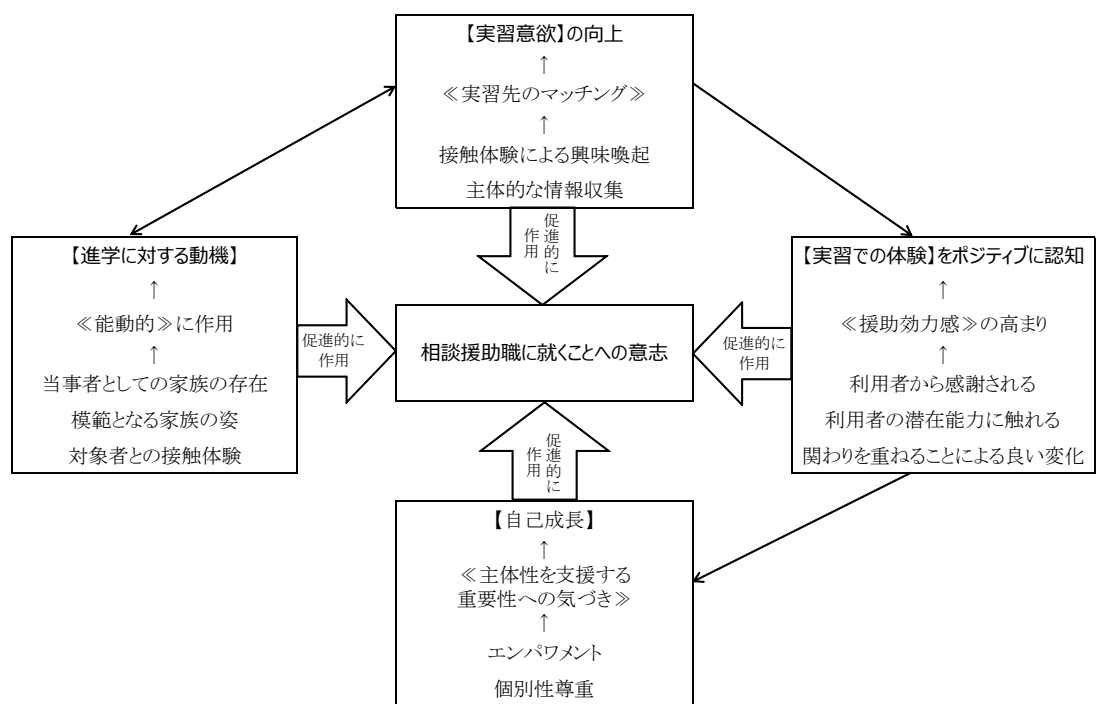 【実習意欲】の向上
↑
≪実習先のマッチング≫
↑
接触体験による興味喚起
主体的な情報収集
促進的に
作用
【進学に対する動機】
↑
≪能動的≫に作用
↑
当事者としての家族の存在
模範となる家族の姿
対象者との接触体験
促進的に
作用
相談援助職に就くことへの意志
促進的に
作用
【実習での体験】をポジティブに認知
↑
≪援助効力感≫の高まり
↑
利用者から感謝される
利用者の潜在能力に触れる
関わりを重ねることによる良い変化
促進的に
作用
【自己成長】
↑
≪主体性を支援する
重要性への気づき≫
↑
エンパワメント
個別性尊重